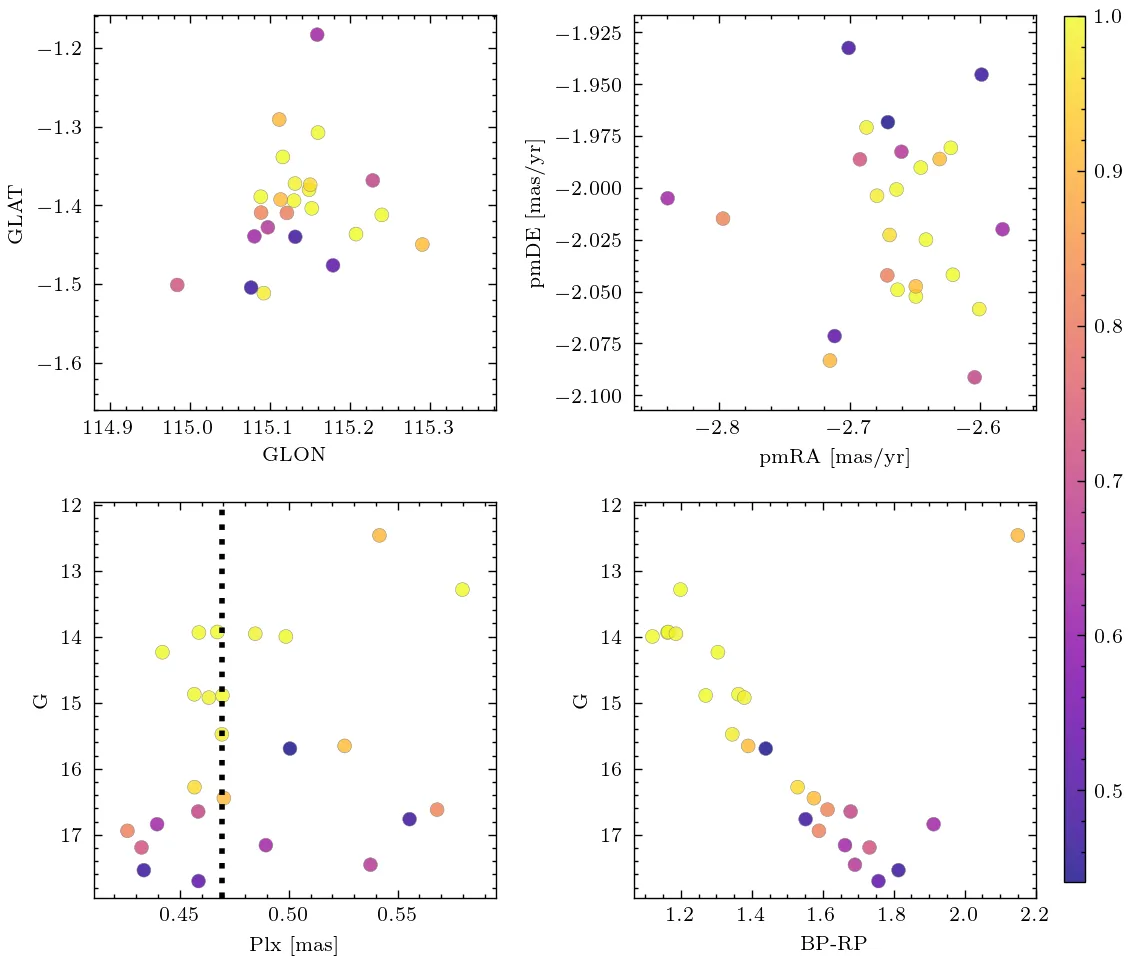 −1.2
−1.3
−1.4
−1.5
−1.6
GLAT
114.9 115.0 115.1 115.2 115.3
GLON
−1.925
−1.950
−1.975
−2.000
−2.025
−2.050
−2.075
−2.100
pmDE [mas/yr]
−2.8 −2.7 −2.6
pmRA [mas/yr]
12
13
14
15
16
17
G
0.45 0.50 0.55
Plx [mas]
12
13
14
15
16
17
G
1.2 1.4 1.6 1.8 2.0 2.2
BP-RP
1.0
0.9
0.8
0.7
0.6
0.5